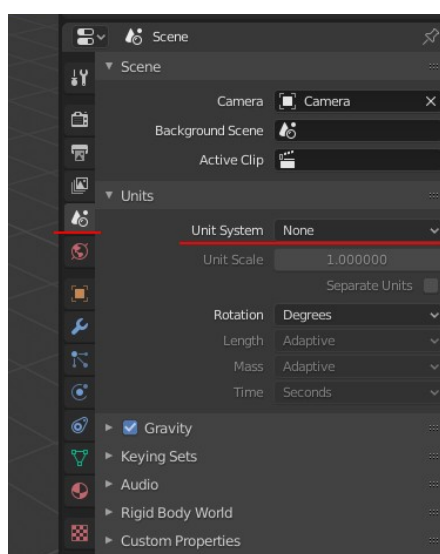 Scene
Scene
Camera Camera
Background Scene
Active Clip
Units
Unit System None
Unit Scale 1.000000
Separate Units
Rotation Degrees
Length Adaptive
Mass Adaptive
Time Seconds
Gravity
Keying Sets
Audio
Rigid Body World
Custom Properties